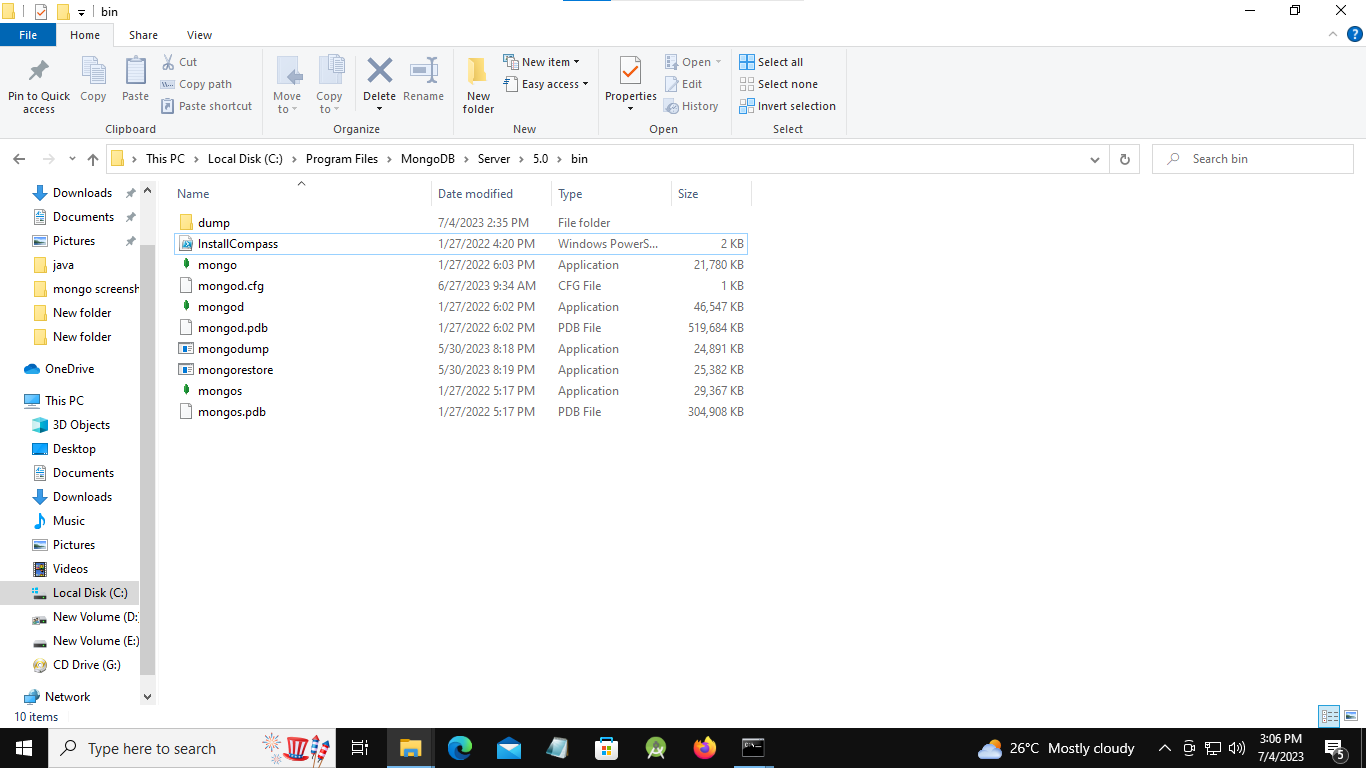 bin
File Home Share View
Pin to Quick access
Copy
Paste
Cut
Copy path
Paste shortcut
Clipboard
Move to
Copy to
Delete
Rename
Organize
New folder
New item
Easy access
New
Properties
Open
Edit
History
Open
Select all
Select none
Invert selection
Select
This PC > Local Disk (C:) > Program Files > MongoDB > Server > 5.0 > bin
Search bin
Downloads
Documents
Pictures
java
mongo screensh
New folder
New folder
OneDrive
This PC
3D Objects
Desktop
Documents
Downloads
Music
Pictures
Videos
Local Disk (C:)
New Volume (D:)
New Volume (E:)
CD Drive (G:)
Network
Name Date modified Type Size
dump 7/4/2023 2:35 PM File folder
InstallCompass 1/27/2022 4:20 PM Windows PowerS... 2 KB
mongo 1/27/2022 6:03 PM Application 21,780 KB
mongod.cfg 6/27/2023 9:34 AM CFG File 1 KB
mongod 1/27/2022 6:02 PM Application 46,547 KB
mongod.pdb 1/27/2022 6:02 PM PDB File 519,684 KB
mongodump 5/30/2023 8:18 PM Application 24,891 KB
mongorestore 5/30/2023 8:19 PM Application 25,382 KB
mongos 1/27/2022 5:17 PM Application 29,367 KB
mongos.pdb 1/27/2022 5:17 PM PDB File 304,908 KB
10 items
Type here to search
26°C Mostly cloudy
3:06 PM
7/4/2023
5